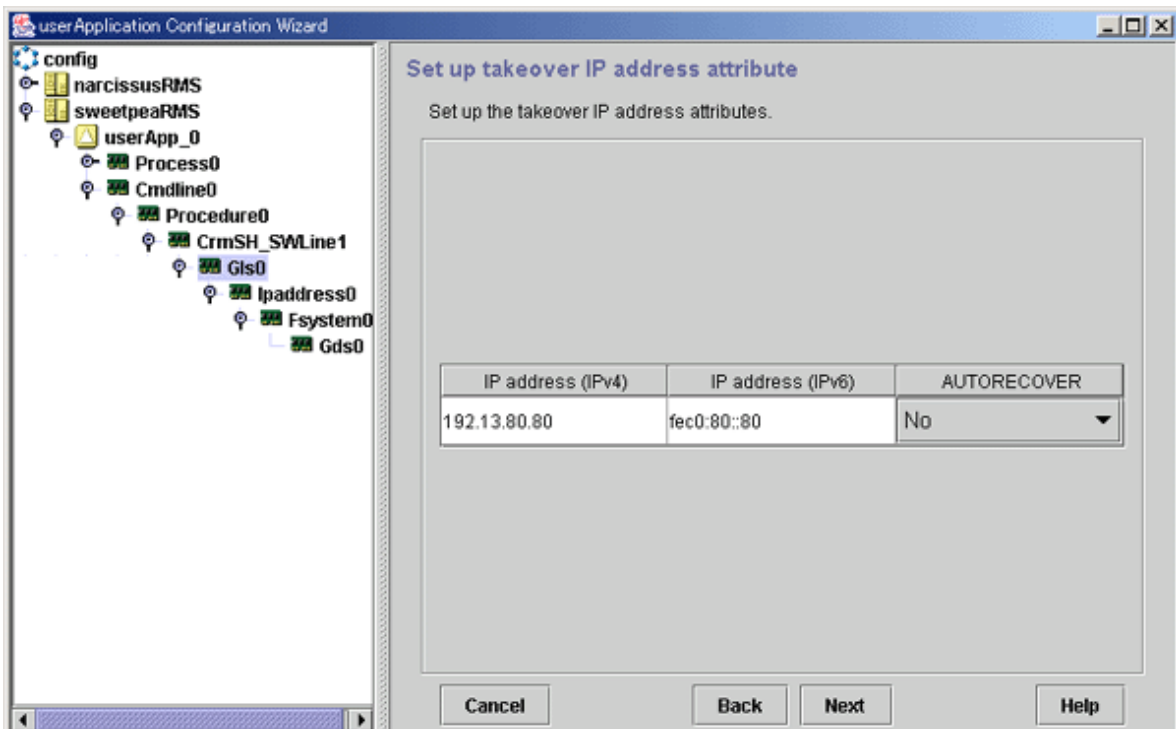 userApplication Configuration Wizard
config
narcissusRMS
sweetpeaRMS
userApp_0
Process0
Cmdline0
Procedure0
CrmSH_SWLine1
Gls0
Ipaddress0
Fsystem0
Gds0
Set up takeover IP address attribute
Set up the takeover IP address attributes.
IP address (IPv4) IP address (IPv6) AUTORECOVER
192.13.80.80 fec0:80::80 No
Cancel Back Next Help